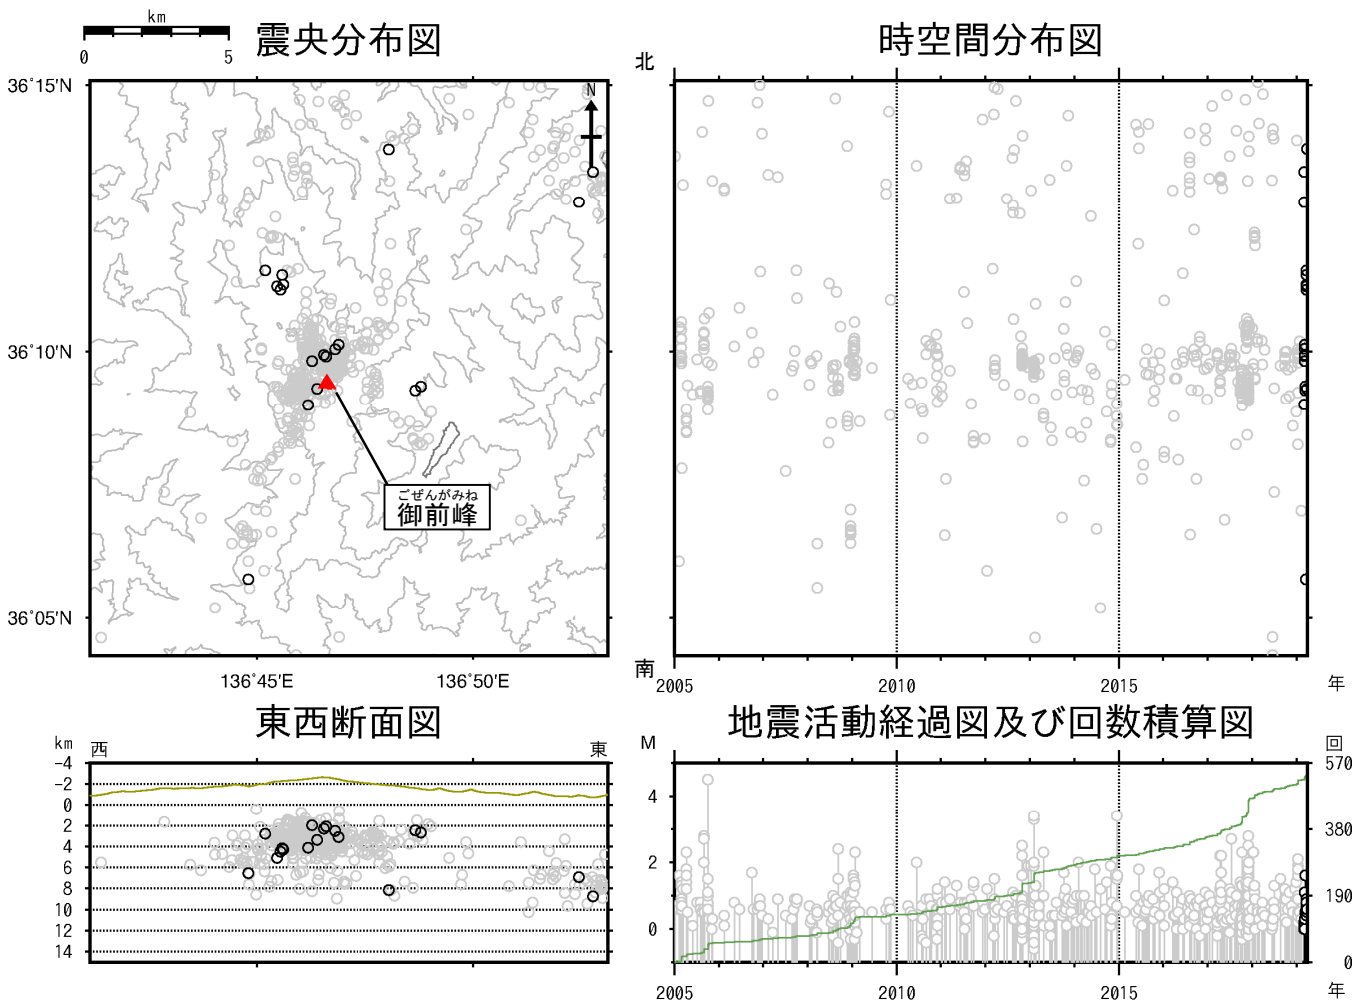 km
0 5
震央分布図
時空間分布図
北
36°15'N
N
36°10'N
ごぜんがみね
御前峰
36°05'N
136°45'E 136°50'E
南
2005 2010 2015 年
東西断面図
地震活動経過図及び回数積算図
km 西 東
-4
-2
0
2
4
6
8
10
12
14
M 回
4 570
2 380
0 190
0
2005 2010 2015 年